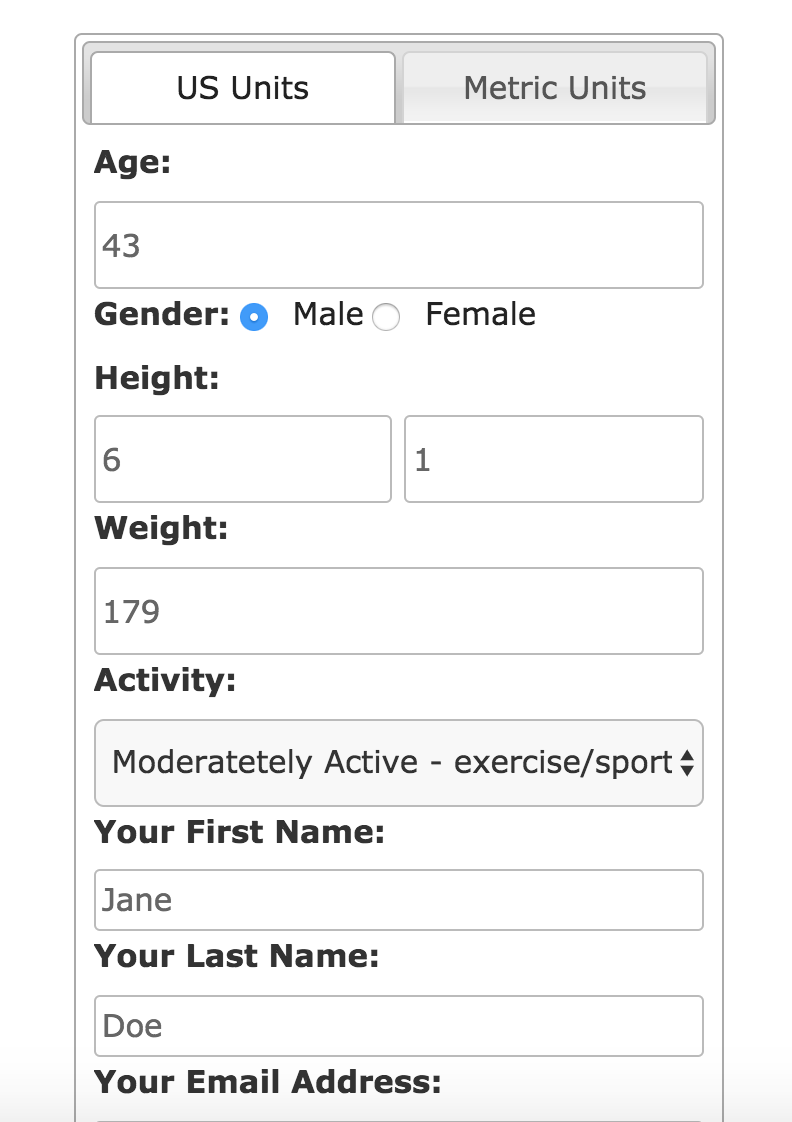 US Units Metric Units
Age:
43
Gender: Male Female
Height:
6 1
Weight:
179
Activity:
Moderatetely Active - exercise/sport
Your First Name:
Jane
Your Last Name:
Doe
Your Email Address: